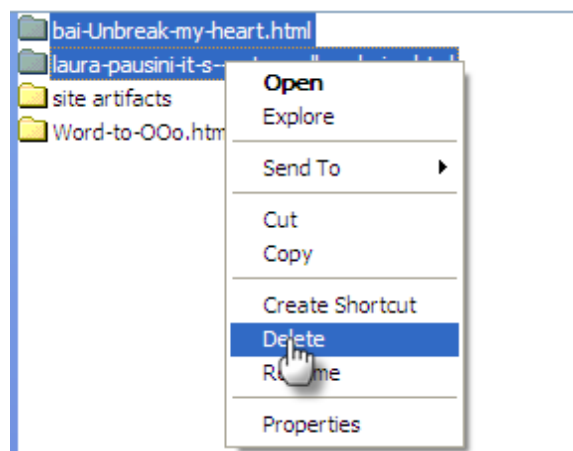 bai-Unbreak-my-heart.html
laura-pausini-it-s--
site artifacts
Word-to-OOo.htm
Open
Explore
Send To
Cut
Copy
Create Shortcut
Delete
Rename
Properties